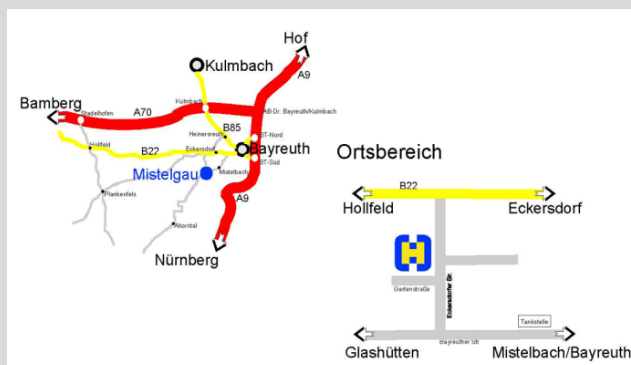 Hof
Kulmbach
A9
Bamberg
Stadelhofen
A70
Kulmbach
AB-Dr. Bayreuth/Kulmbach
B85
Heinersreuth
BT-Nord
Hollfeld
B22
Eckersdorf
Bayreuth
BT-Süd
Mistelgau
Mistelbach
Plankenfels
A9
Ahorntal
Nürnberg
Ortsbereich
B22
Hollfeld
Eckersdorf
Gartenstraße
Eckersdorfer Str.
Tankstelle
Bayreuther Str.
Glashütten
Mistelbach/Bayreuth